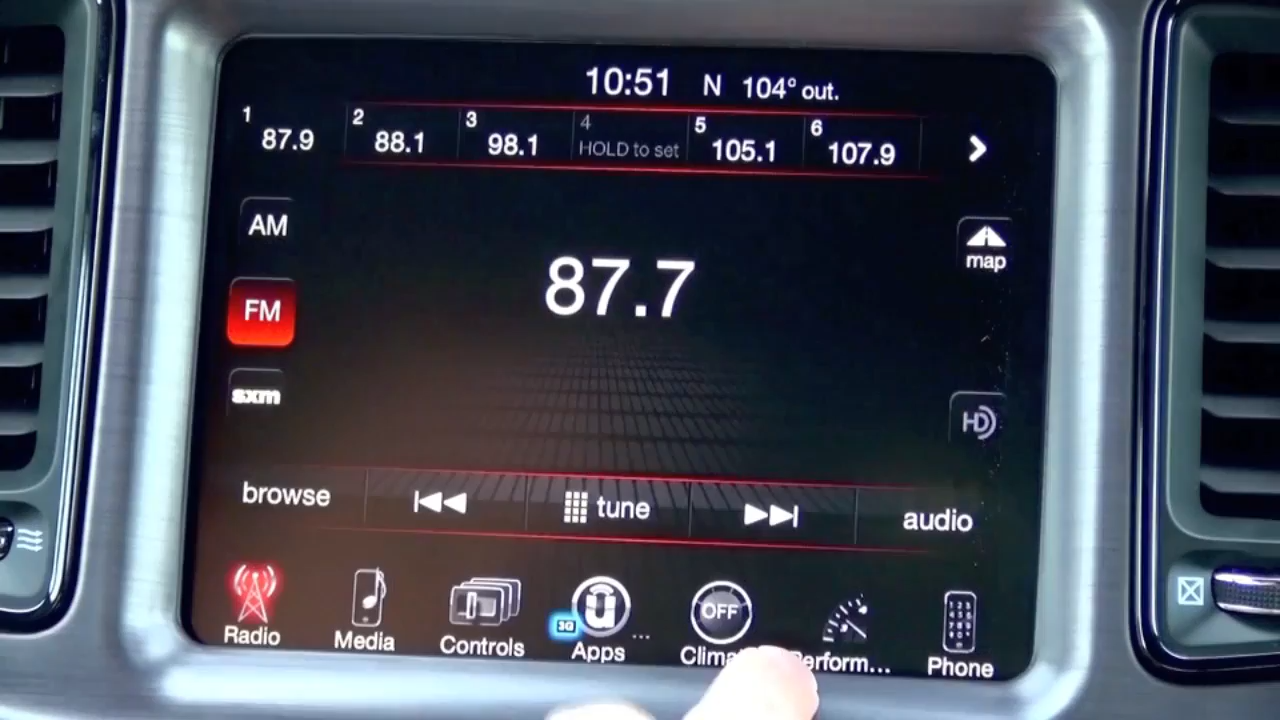 10:51 N 104° out.
1 87.9 2 88.1 3 98.1 4 HOLD to set 5 105.1 6 107.9
AM
map
87.7
FM
sxm
HD
browse tune audio
OFF
3G
Radio Media Controls Apps ... Phone